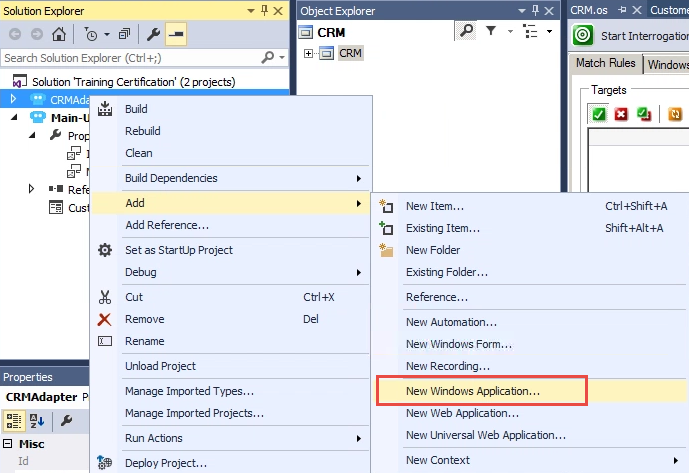 Solution Explorer
Search Solution Explorer (Ctrl+;)
Solution 'Training Certification' (2 projects)
Main-U
Prop
Refe
Cust
Build
Rebuild
Clean
Build Dependencies
Add
Add Reference...
Set as StartUp Project
Debug
Cut Ctrl+X
Remove Del
Rename
Unload Project
Manage Imported Types...
Manage Imported Projects...
Run Actions
Deploy Project...
Properties
CRMAdapter
Misc
Id
Object Explorer
CRM
CRM
CRM.os Custome
Start Interrogation
Match Rules Windows
Targets
New Item... Ctrl+Shift+A
Existing Item... Shift+Alt+A
New Folder
Existing Folder...
Reference...
New Automation...
New Windows Form...
New Recording...
New Windows Application...
New Web Application...
New Universal Web Application...
New Context